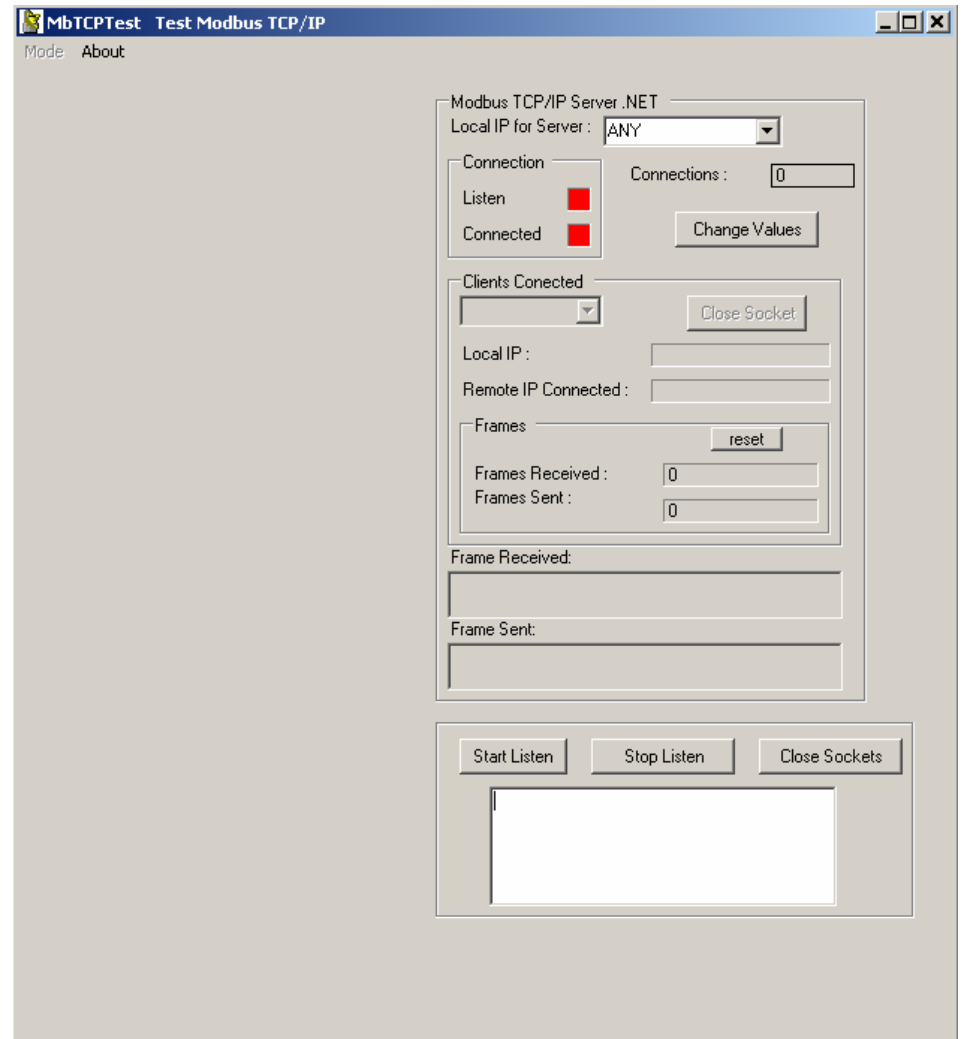 MbTCPTest   Test Modbus TCP/IP
Mode About
Modbus TCP/IP Server .NET
Local IP for Server : ANY
Connection
Connections : 0
Listen
Connected
Change Values
Clients Conected
Close Socket
Local IP :
Remote IP Connected :
Frames
reset
Frames Received : 0
Frames Sent : 0
Frame Received:
Frame Sent:
Start Listen Stop Listen Close Sockets